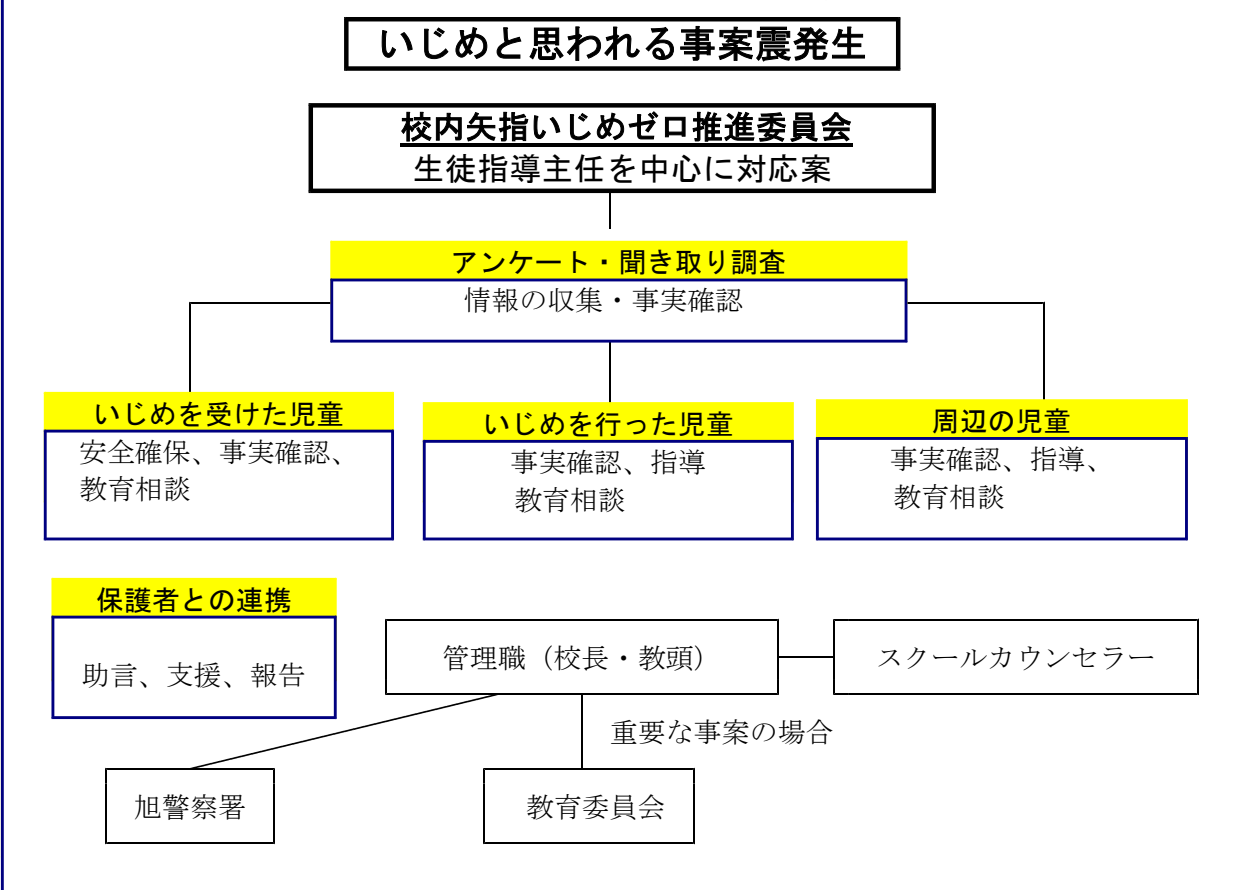 いじめと思われる事案震発生
校内矢指いじめゼロ推進委員会
生徒指導主任を中心に対応案
アンケート・聞き取り調査
情報の収集・事実確認
いじめを受けた児童
安全確保、事実確認、
教育相談
いじめを行った児童
事実確認、指導
教育相談
周辺の児童
事実確認、指導、
教育相談
保護者との連携
助言、支援、報告
管理職（校長・教頭）
スクールカウンセラー
重要な事案の場合
旭警察署
教育委員会